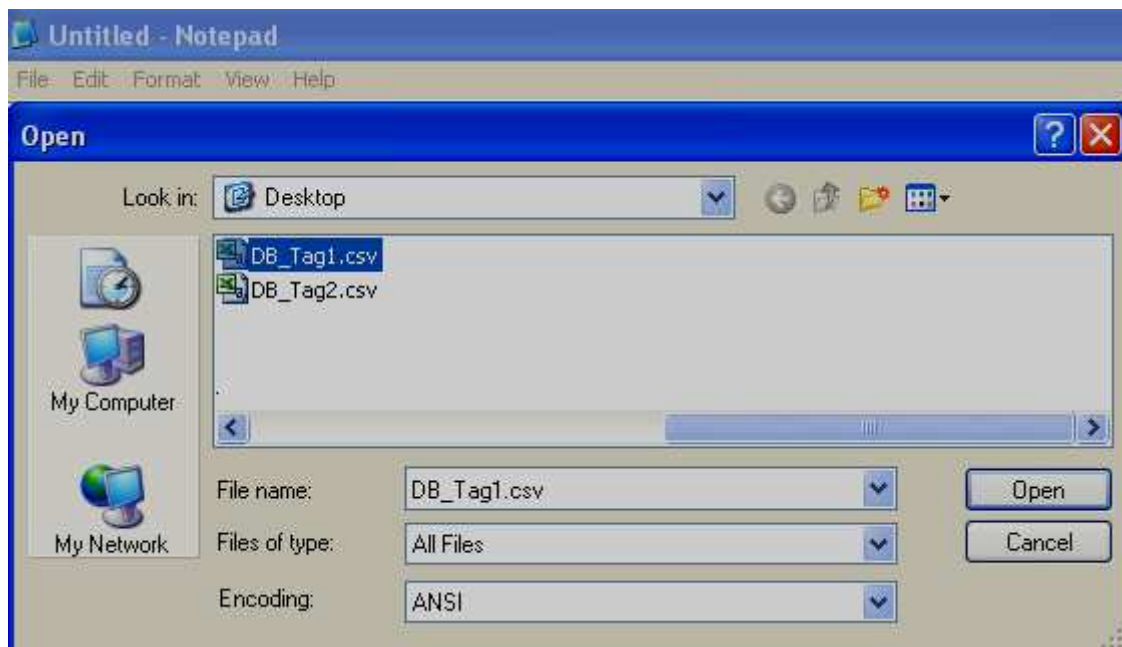 Untitled - Notepad
File Edit Format View Help
Open
?
Look in: Desktop
DB_Tag1.csv
DB_Tag2.csv
My Computer
My Network
File name: DB_Tag1.csv Open
Files of type: All Files Cancel
Encoding: ANSI